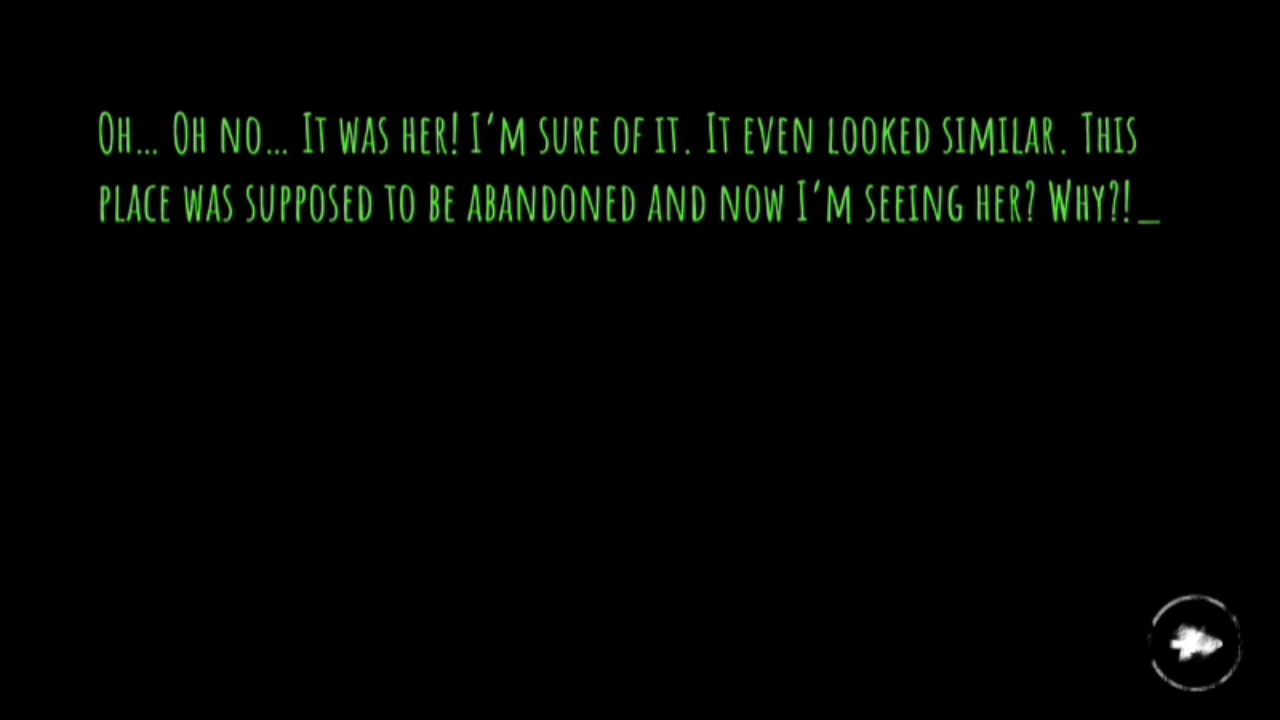 Oh... Oh no... It was her! I'm sure of it. It even looked similar. This
place was supposed to be abandoned and now I'm seeing her? Why?!_